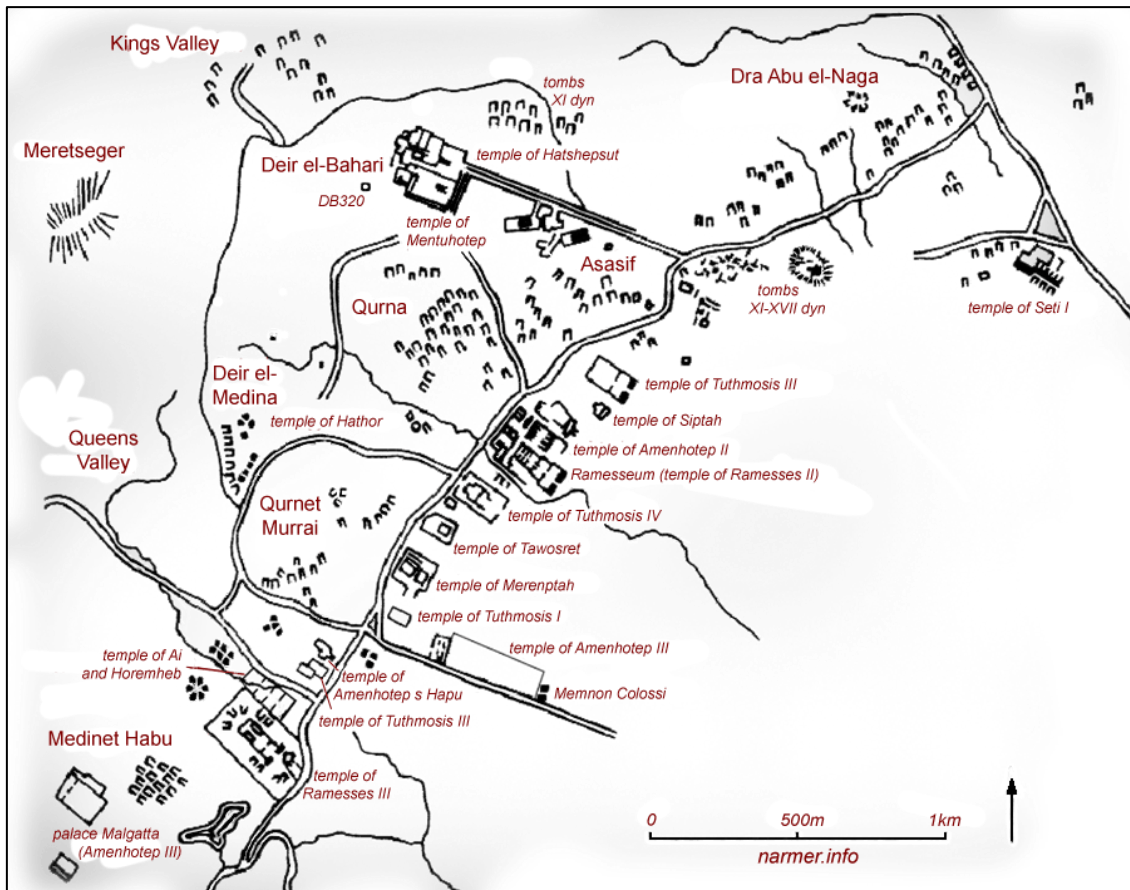 Kings Valley
tombs
XI dyn
Dra Abu el-Naga
Meretseger
Deir el-Bahari
temple of Hatshepsut
DB320
temple of
Mentuhotep
Asasif
Qurna
tombs
XI-XVII dyn
temple of Seti I
Deir el-
Medina
temple of Tuthmosis III
temple of Hathor
temple of Siptah
Queens
Valley
temple of Amenhotep II
Ramesseum (temple of Ramesses II)
Qurnet
Murrai
temple of Tuthmosis IV
temple of Tawosret
temple of Merenptah
temple of Tuthmosis I
temple of Amenhotep III
temple of Ai
and Horemheb
temple of
Amenhotep s Hapu
Memnon Colossi
temple of Tuthmosis III
Medinet Habu
temple of
Ramesses III
palace Malgatta
(Amenhotep III)
0 500m 1km
narmer.info